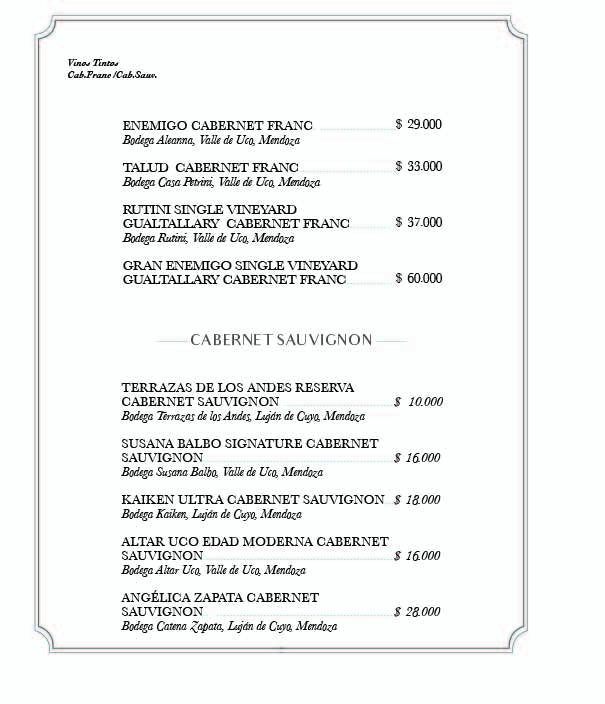 Vinos Tintos
Cab.Franc /Cab.Sauv.
ENEMIGO CABERNET FRANC $ 29.000
Bodega Aleanna, Valle de Uco, Mendoza
TALUD CABERNET FRANC $ 33.000
Bodega Casa Petrini, Valle de Uco, Mendoza
RUTINI SINGLE VINEYARD
GUALTALLARY CABERNET FRANC $ 37.000
Bodega Rutini, Valle de Uco, Mendoza
GRAN ENEMIGO SINGLE VINEYARD
GUALTALLARY CABERNET FRANC $ 60.000
CABERNET SAUVIGNON
TERRAZAS DE LOS ANDES RESERVA
CABERNET SAUVIGNON $ 10.000
Bodega Terrazas de los Andes, Luján de Cuyo, Mendoza
SUSANA BALBO SIGNATURE CABERNET
SAUVIGNON $ 16.000
Bodega Susana Balbo, Valle de Uco, Mendoza
KAIKEN ULTRA CABERNET SAUVIGNON $ 18.000
Bodega Kaiken, Luján de Cuyo, Mendoza
ALTAR UCO EDAD MODERNA CABERNET
SAUVIGNON $ 16.000
Bodega Altar Uco, Valle de Uco, Mendoza
ANGÉLICA ZAPATA CABERNET
SAUVIGNON $ 28.000
Bodega Catena Zapata, Luján de Cuyo, Mendoza